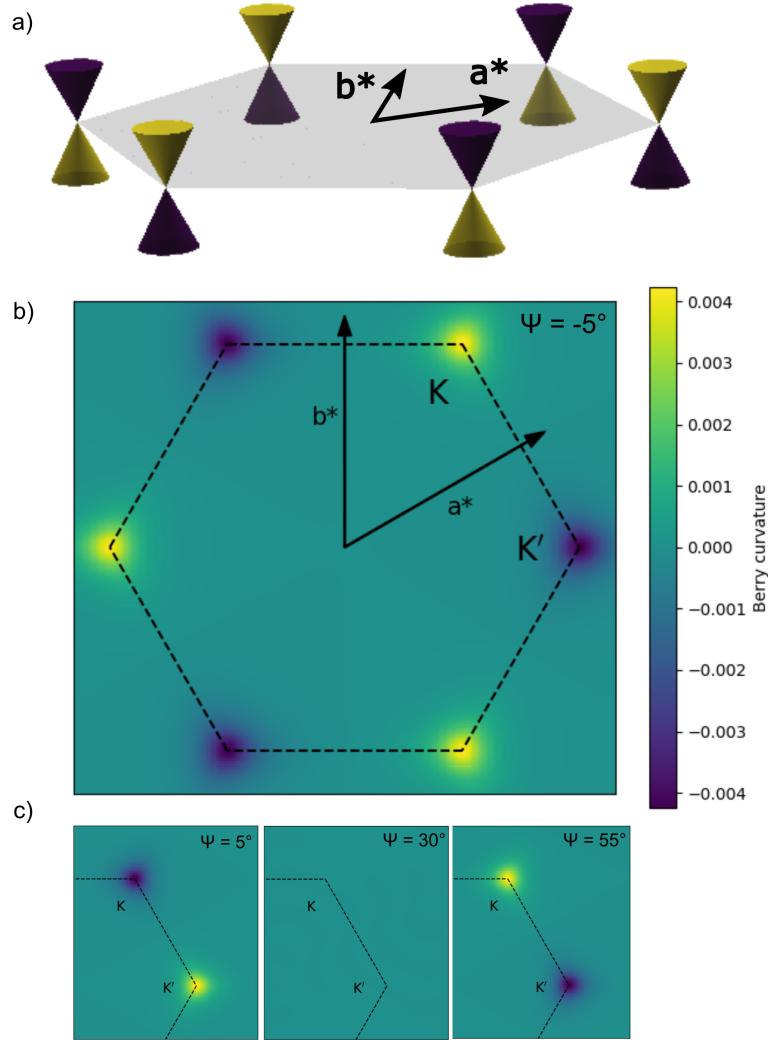 a)
b*
a*
b)
Ψ = -5°
K
b*
a*
K′
0.004
0.003
0.002
0.001
0.000
−0.001
−0.002
−0.003
−0.004
Berry curvature
c)
Ψ = 5°
K
K′
Ψ = 30°
K
K′
Ψ = 55°
K
K′